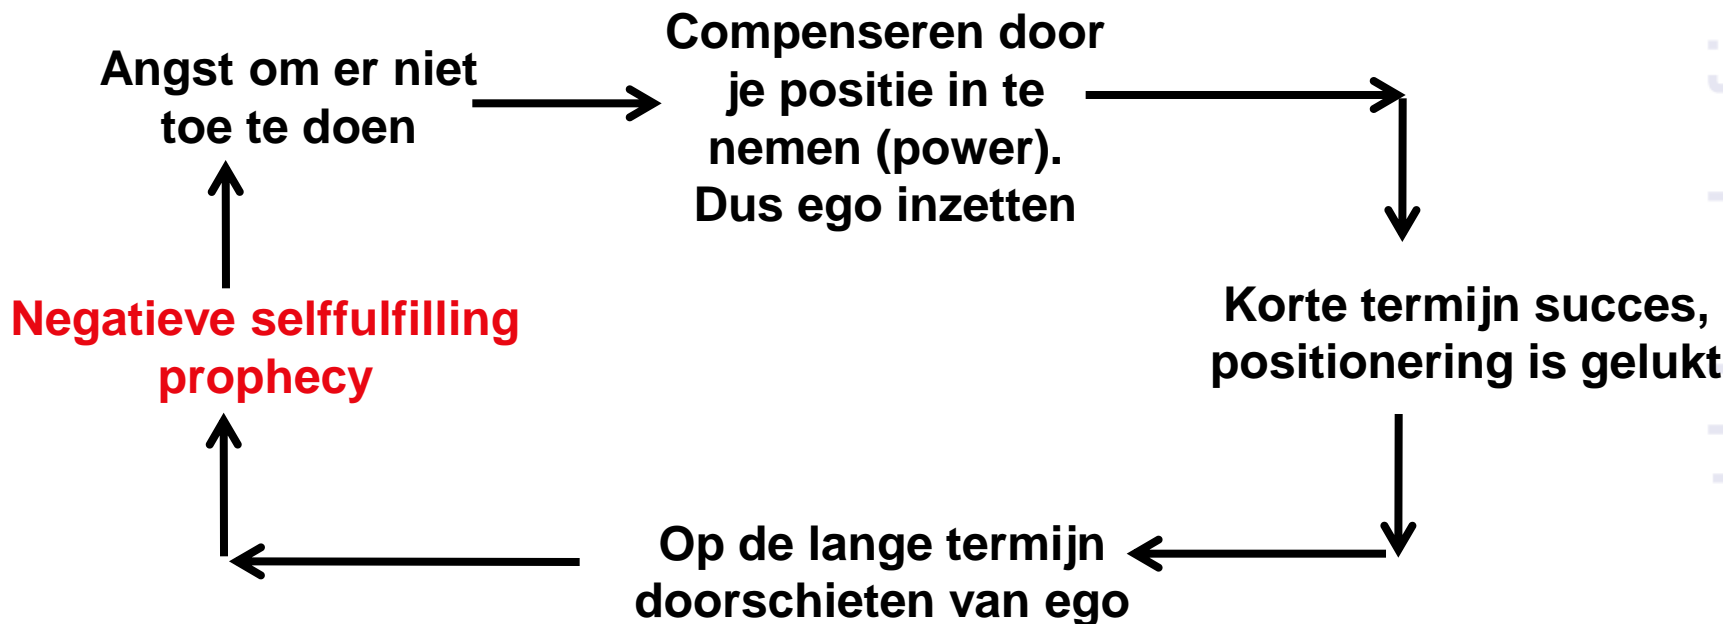 Angst om er niet
toe te doen
Compenseren door
je positie in te
nemen (power).
Dus ego inzetten
Korte termijn succes,
positionering is gelukt
Op de lange termijn
doorschieten van ego
Negatieve selffulfilling
prophecy